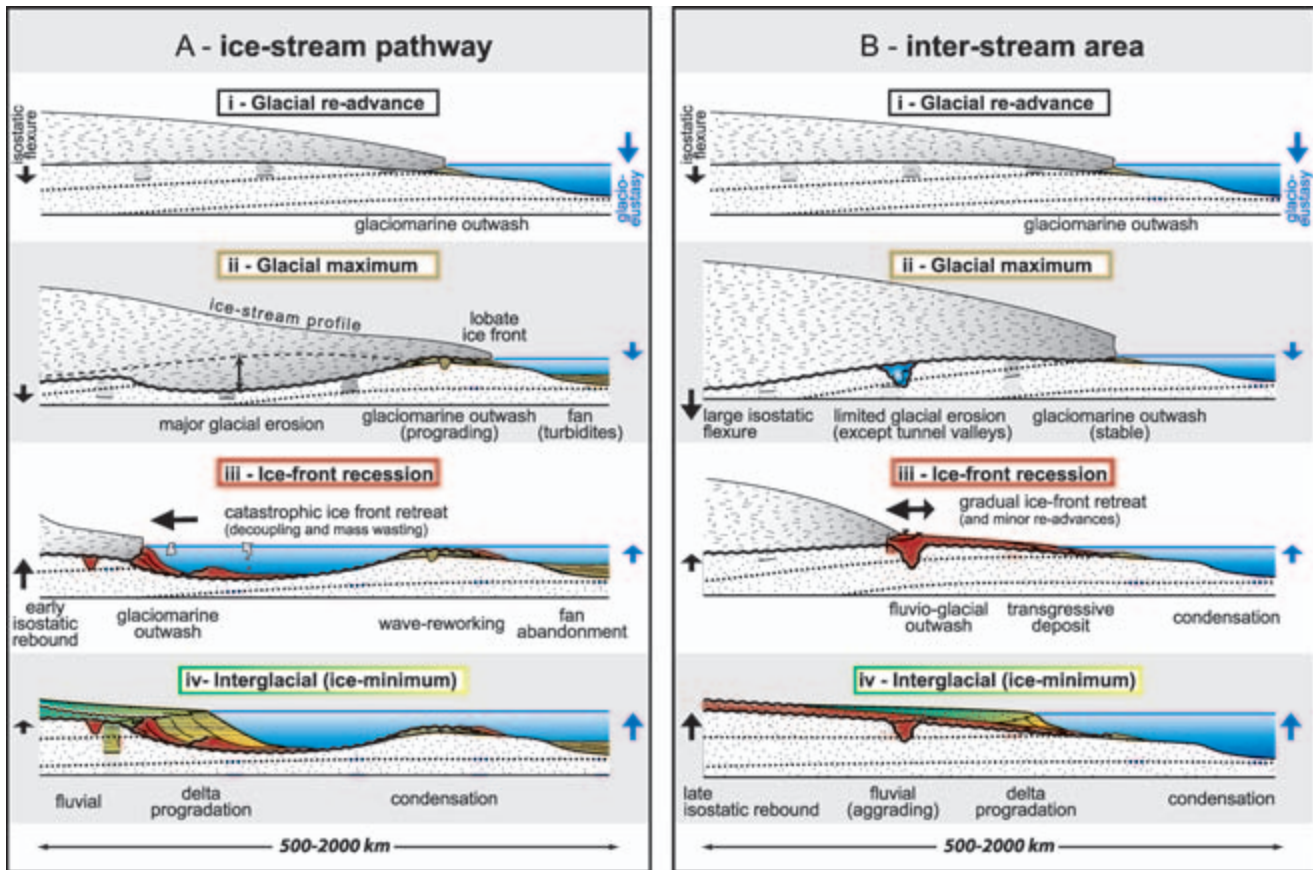 A - ice-stream pathway
i - Glacial re-advance
isostatic
flexure
glacio-
eustasy
glaciomarine outwash
ii - Glacial maximum
ice-stream profile
lobate
ice front
major glacial erosion
glaciomarine outwash
(prograding)
fan
(turbidites)
iii - Ice-front recession
catastrophic ice front retreat
(decoupling and mass wasting)
early
isostatic
rebound
glaciomarine
outwash
wave-reworking
fan
abandonment
iv- Interglacial (ice-minimum)
fluvial
delta
progradation
condensation
500-2000 km
B - inter-stream area
i - Glacial re-advance
isostatic
flexure
glacio-
eustasy
glaciomarine outwash
ii - Glacial maximum
large isostatic
flexure
limited glacial erosion
(except tunnel valleys)
glaciomarine outwash
(stable)
iii - Ice-front recession
gradual ice-front retreat
(and minor re-advances)
fluvio-glacial
outwash
transgressive
deposit
condensation
iv - Interglacial (ice-minimum)
late
isostatic rebound
fluvial
(aggrading)
delta
progradation
condensation
500-2000 km